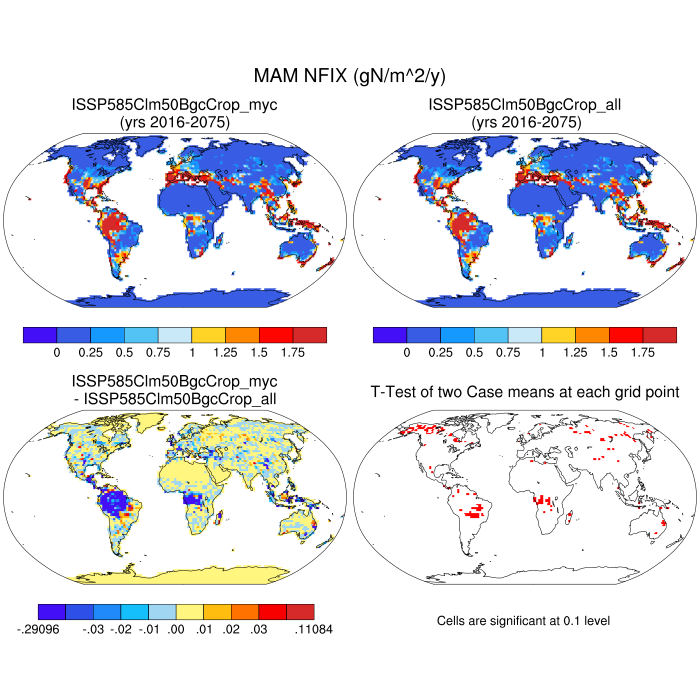 MAM NFIX (gN/m^2/y)
ISSP585Clm50BgcCrop_myc
(yrs 2016-2075)
ISSP585Clm50BgcCrop_all
(yrs 2016-2075)
0 0.25 0.5 0.75 1 1.25 1.5 1.75
0 0.25 0.5 0.75 1 1.25 1.5 1.75
ISSP585Clm50BgcCrop_myc
- ISSP585Clm50BgcCrop_all
T-Test of two Case means at each grid point
-.29096 -.03 -.02 -.01 .00 .01 .02 .03 .11084
Cells are significant at 0.1 level